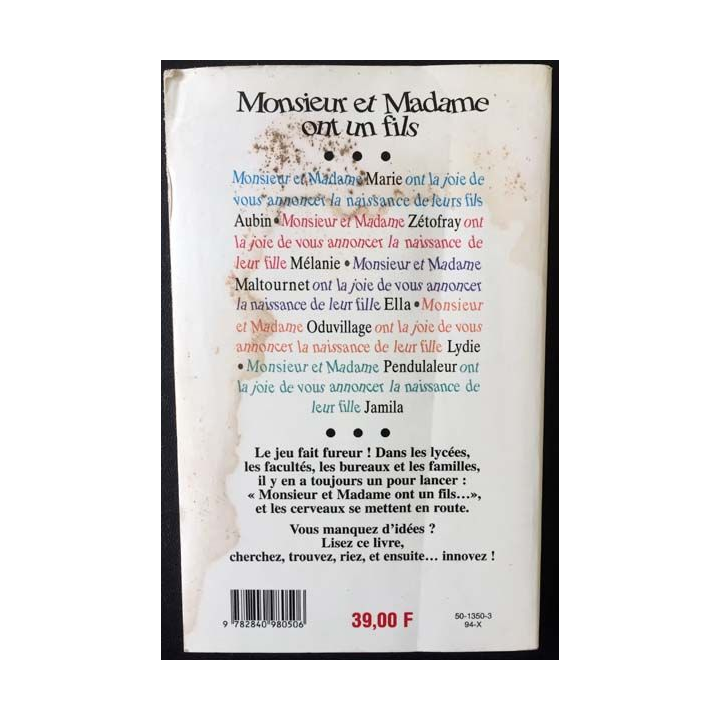 Monsieur et Madame
ont un fils
• • •
Monsieur et Madame Marie ont la joie de
vous annoncer la naissance de leurs fils
Aubin • Monsieur et Madame Zétofray ont
la joie de vous annoncer la naissance de
leur fille Mélanie • Monsieur et Madame
Maltournet ont la joie de vous annoncer
la naissance de leur fille Ella • Monsieur
et Madame Oduvillage ont la joie de vous
annoncer la naissance de leur fille Lydie
• Monsieur et Madame Pendulaleur ont
la joie de vous annoncer la naissance de
leur fille Jamila
• • •
Le jeu fait fureur ! Dans les lycées,
les facultés, les bureaux et les familles,
il y en a toujours un pour lancer :
« Monsieur et Madame ont un fils...»,
et les cerveaux se mettent en route.
Vous manquez d'idées ?
Lisez ce livre,
cherchez, trouvez, riez, et ensuite... innovez !
9 782840 980506
39,00 F
50-1350-3
94-X